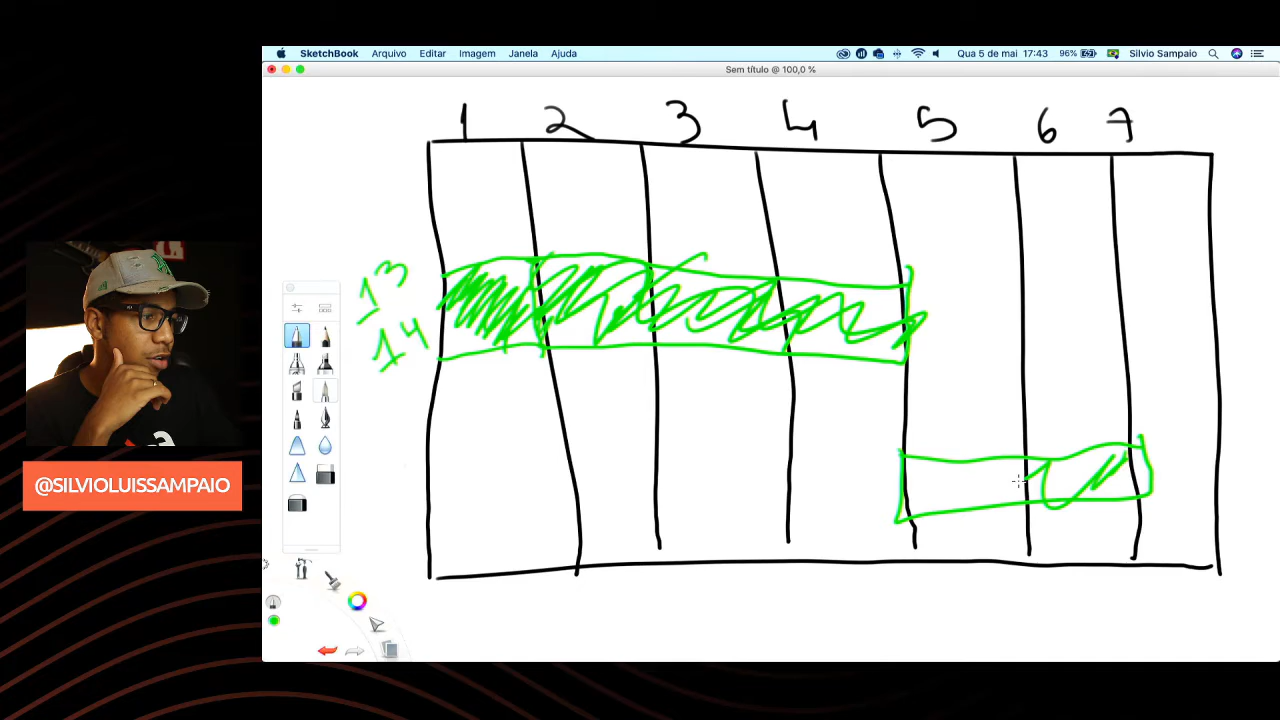 SketchBook Arquivo Editar Imagem Janela Ajuda Qua 5 de mai 17:43 96% Silvio Sampaio
Sem título @ 100,0 %
1 2 3 4 5 6 7
13
14
@SILVIOLUISSAMPAIO